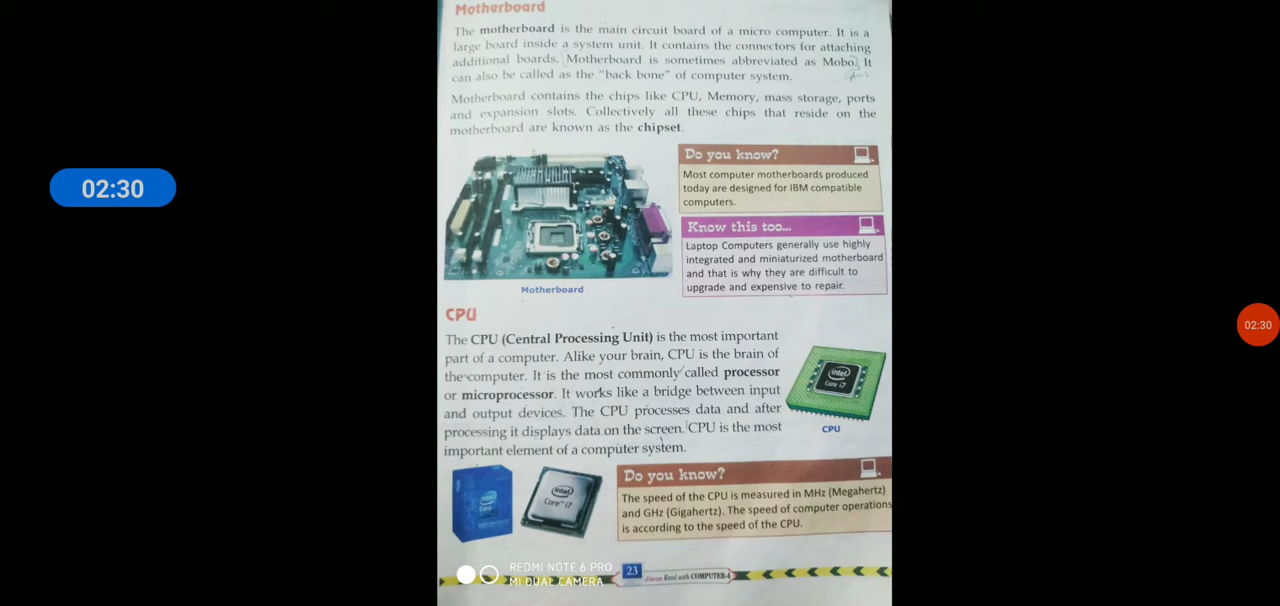 Motherboard
The motherboard is the main circuit board of a micro computer. It is a
large board inside a system unit. It contains the connectors for attaching
additional boards. Motherboard is sometimes abbreviated as Mobo. It
can also be called as the "back bone" of computer system.
Motherboard contains the chips like CPU, Memory, mass storage, ports
and expansion slots. Collectively all these chips that reside on the
motherboard are known as the chipset.
Do you know?
Most computer motherboards produced
today are designed for IBM compatible
computers.
Know this too...
Laptop Computers generally use highly
integrated and miniaturized motherboard
and that is why they are difficult to
upgrade and expensive to repair.
Motherboard
02:30
02:30
CPU
The CPU (Central Processing Unit) is the most important
part of a computer. Alike your brain, CPU is the brain of
the computer. It is the most commonly called processor
or microprocessor. It works like a bridge between input
and output devices. The CPU processes data and after
processing it displays data on the screen. CPU is the most
important element of a computer system.
intel
Core i7
CPU
intel
Core
intel
Core i7
Do you know?
The speed of the CPU is measured in MHz (Megahertz)
and GHz (Gigahertz). The speed of computer operations
is according to the speed of the CPU.
REDMI NOTE 6 PRO
MI DUAL CAMERA
23
with COMPUTER-4